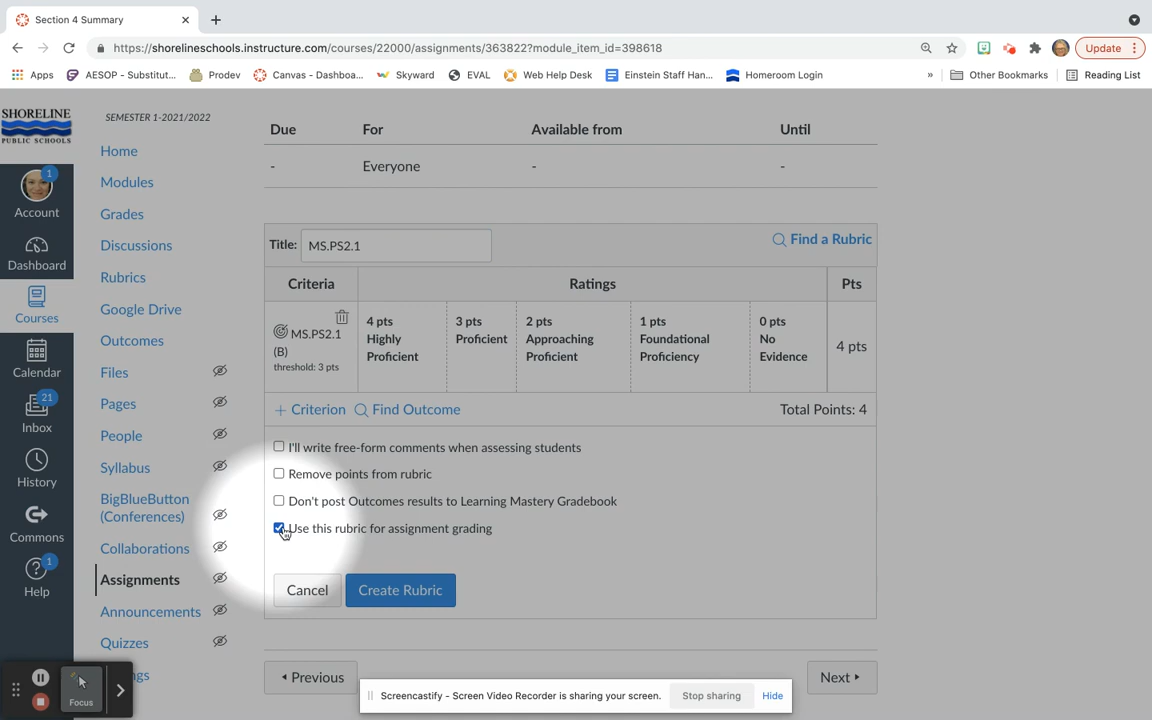 Section 4 Summary
https://shorelineschools.instructure.com/courses/22000/assignments/363822?module_item_id=398618
Update
Apps
AESOP - Substitut...
Prodev
Canvas - Dashboa...
Skyward
EVAL
Web Help Desk
Einstein Staff Han...
Homeroom Login
»
Other Bookmarks
Reading List
SHORELINE
PUBLIC SCHOOLS
1
Account
Dashboard
Courses
Calendar
21
Inbox
History
Commons
1
Help
SEMESTER 1-2021/2022
Home
Modules
Grades
Discussions
Rubrics
Google Drive
Outcomes
Files
Pages
People
Syllabus
BigBlueButton
(Conferences)
Collaborations
Assignments
Announcements
Quizzes
Due For Available from Until
- Everyone - -
Title: MS.PS2.1
Find a Rubric
Criteria Ratings Pts
MS.PS2.1
(B)
threshold: 3 pts
4 pts
Highly
Proficient
3 pts
Proficient
2 pts
Approaching
Proficient
1 pts
Foundational
Proficiency
0 pts
No
Evidence
4 pts
+ Criterion
Find Outcome
Total Points: 4
I'll write free-form comments when assessing students
Remove points from rubric
Don't post Outcomes results to Learning Mastery Gradebook
Use this rubric for assignment grading
Cancel
Create Rubric
Previous
Next
Focus
Screencastify - Screen Video Recorder is sharing your screen.
Stop sharing
Hide